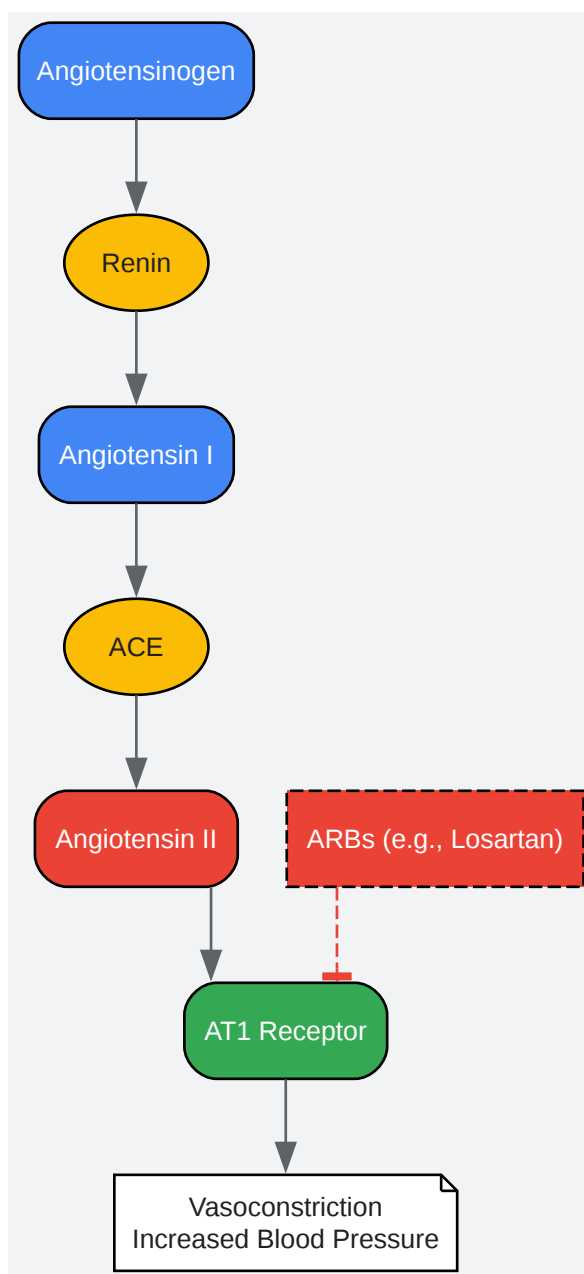 Angiotensinogen
Renin
Angiotensin I
ACE
Angiotensin II
ARBs (e.g., Losartan)
AT1 Receptor
Vasoconstriction
Increased Blood Pressure